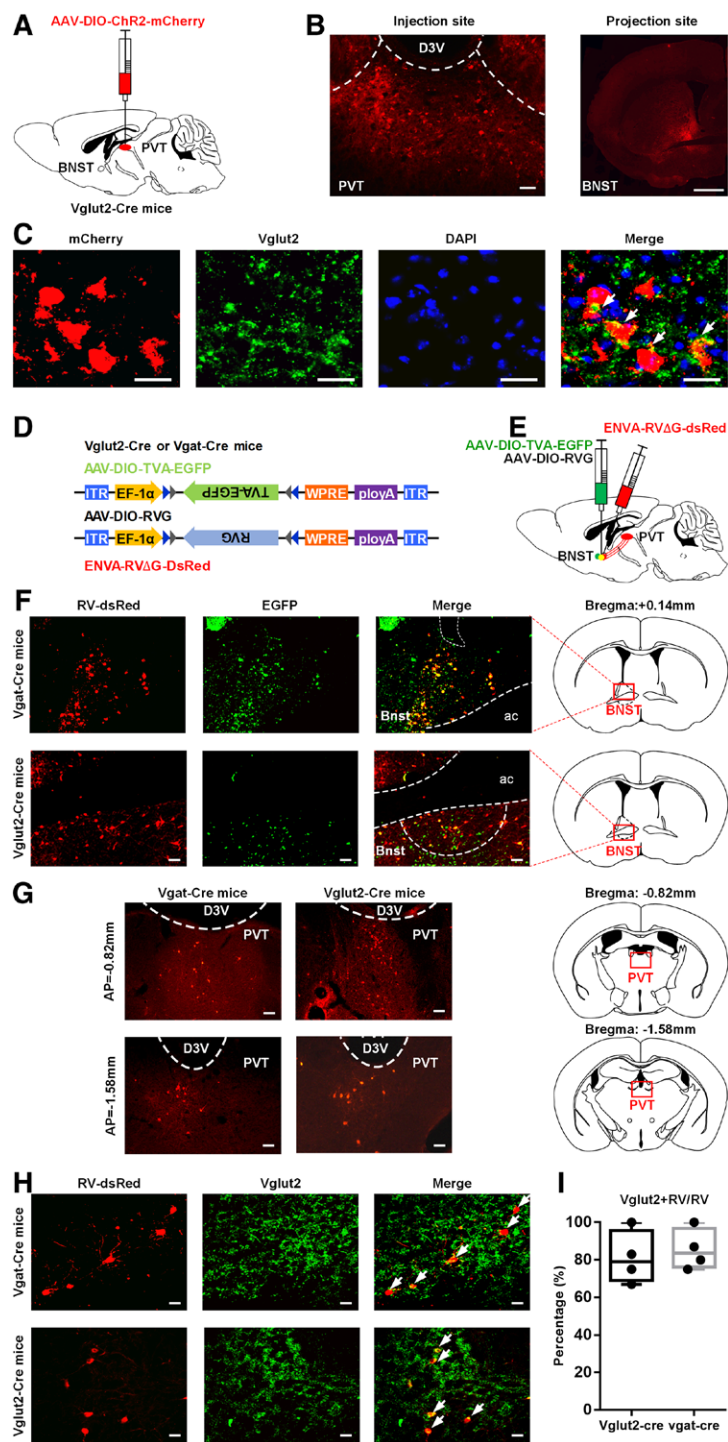 A
AAV-DIO-ChR2-mCherry
BNST
PVT
Vglut2-Cre mice
B
Injection site
Projection site
D3V
PVT
BNST
C
mCherry
Vglut2
DAPI
Merge
D
Vglut2-Cre or Vgat-Cre mice
AAV-DIO-TVA-EGFP
ITR EF-1α TVA-EGFP WPRE ployA ITR
AAV-DIO-RVG
ITR EF-1α RVG WPRE ployA ITR
ENVA-RVΔG-DsRed
E
ENVA-RVΔG-dsRed
AAV-DIO-TVA-EGFP
AAV-DIO-RVG
PVT
BNST
F
RV-dsRed
EGFP
Merge
Bregma:+0.14mm
Vgat-Cre mice
Bnst
ac
BNST
Vglut2-Cre mice
ac
Bnst
BNST
G
Vgat-Cre mice
Vglut2-Cre mice
Bregma: -0.82mm
AP=-0.82mm
D3V
PVT
D3V
PVT
PVT
Bregma: -1.58mm
AP=-1.58mm
D3V
PVT
D3V
PVT
PVT
H
RV-dsRed
Vglut2
Merge
Vgat-Cre mice
Vglut2-Cre mice
I
Vglut2+RV/RV
Percentage (%)
100
80
60
40
20
0
Vglut2-cre
vgat-cre